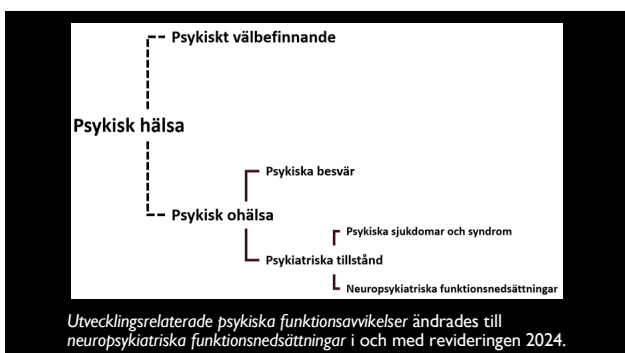 Psykiskt välbefinnande
Psykisk hälsa
Psykiska besvär
Psykisk ohälsa
Psykiska sjukdomar och syndrom
Psykiatriska tillstånd
Neuropsykiatriska funktionsnedsättningar
Utvecklingsrelaterade psykiska funktionsavvikelser ändrades till
neuropsykiatriska funktionsnedsättningar i och med revideringen 2024.